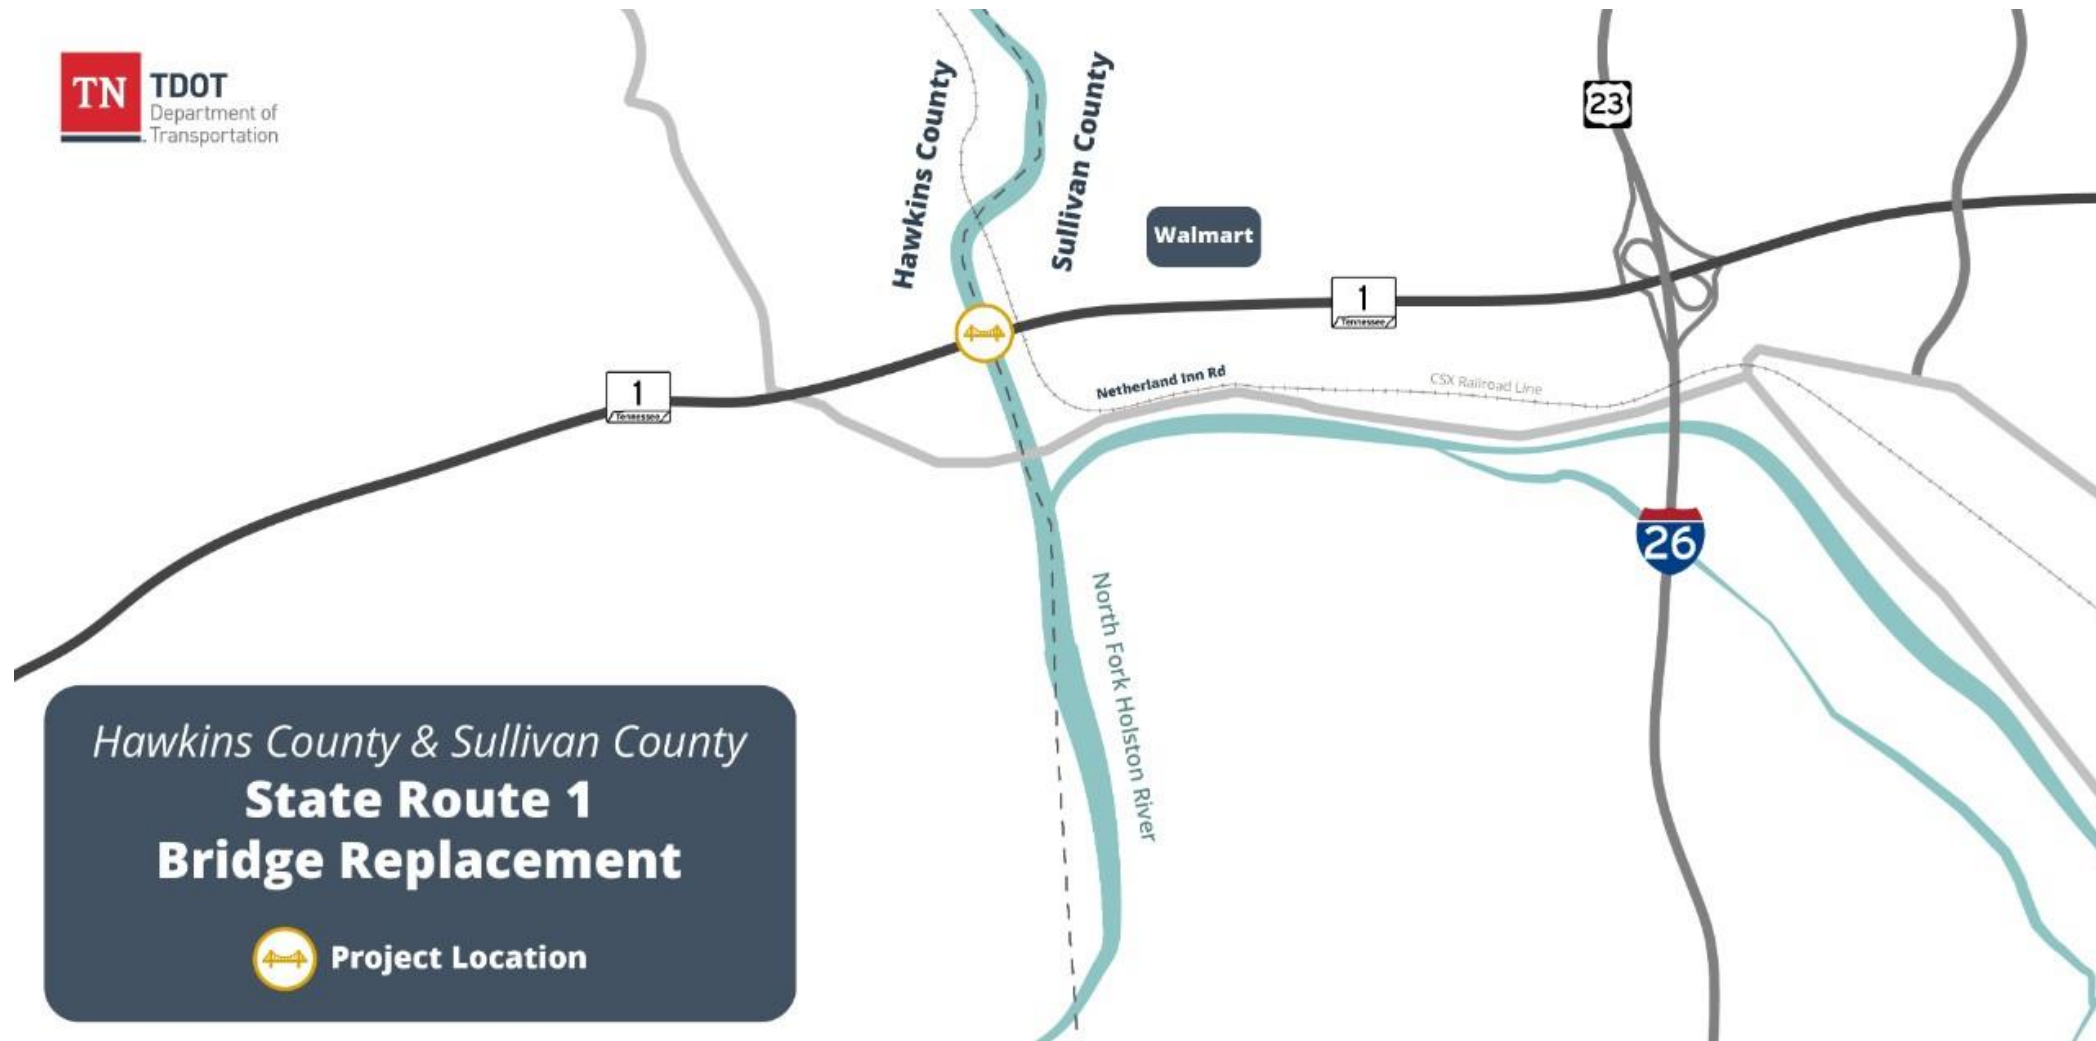 TN
TDOT
Department of
Transportation
Hawkins County
Sullivan County
23
Walmart
1
Tennessee
1
Tennessee
Netherland Inn Rd
CSX Railroad Line
26
North Fork Holston River
Hawkins County & Sullivan County
State Route 1
Bridge Replacement
Project Location